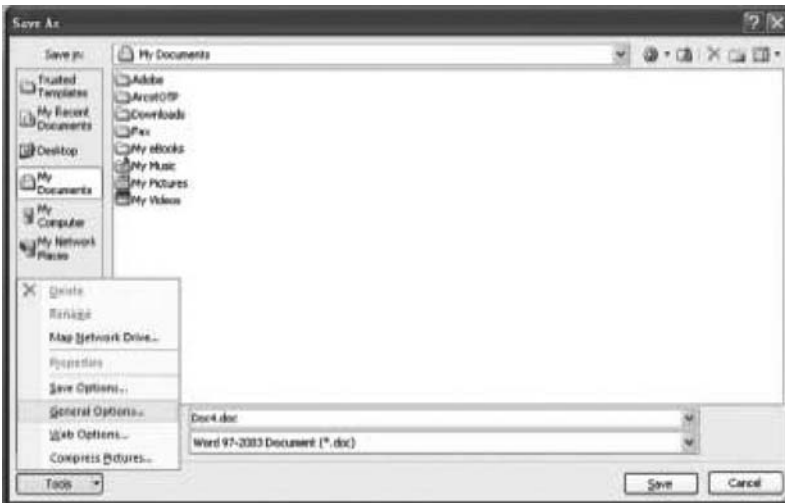 Save As
Save in:
My Documents
Trusted
Templates
My Recent
Documents
Desktop
My
Documents
My
Computer
My Network
Places
Adobe
ArcotOTP
Downloads
Fax
My eBooks
My Music
My Pictures
My Videos
Delete
Rename
Map Network Drive...
Properties
Save Options...
General Options...
Web Options...
Compress Pictures...
Doc4.doc
Word 97-2003 Document (*.doc)
Tools
Save
Cancel